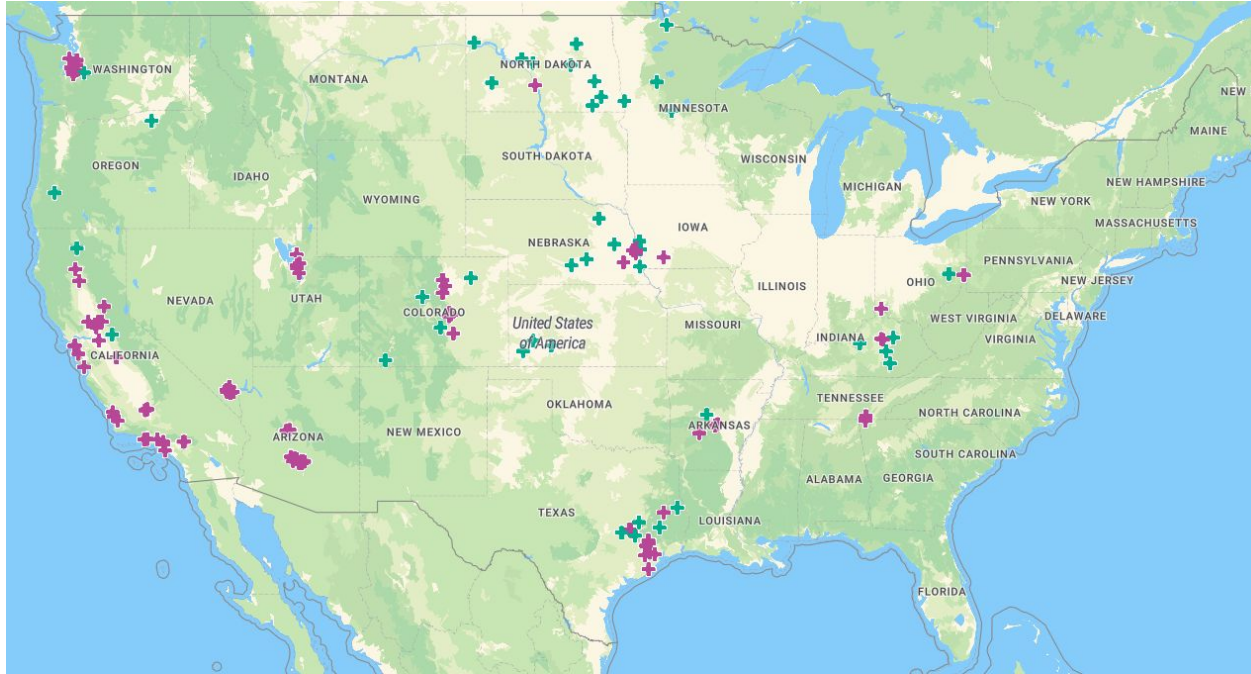 WASHINGTON
MONTANA
NORTH DAKOTA
MINNESOTA
NEW
MAINE
OREGON
IDAHO
SOUTH DAKOTA
WISCONSIN
MICHIGAN
NEW HAMPSHIRE
NEW YORK
MASSACHUSETTS
WYOMING
IOWA
NEBRASKA
PENNSYLVANIA
NEVADA
UTAH
ILLINOIS
OHIO
NEW JERSEY
COLORADO
United States
of America
MISSOURI
INDIANA
WEST VIRGINIA
DELAWARE
VIRGINIA
CALIFORNIA
TENNESSEE
OKLAHOMA
ARKANSAS
NORTH CAROLINA
ARIZONA
NEW MEXICO
SOUTH CAROLINA
ALABAMA
GEORGIA
TEXAS
LOUISIANA
FLORIDA